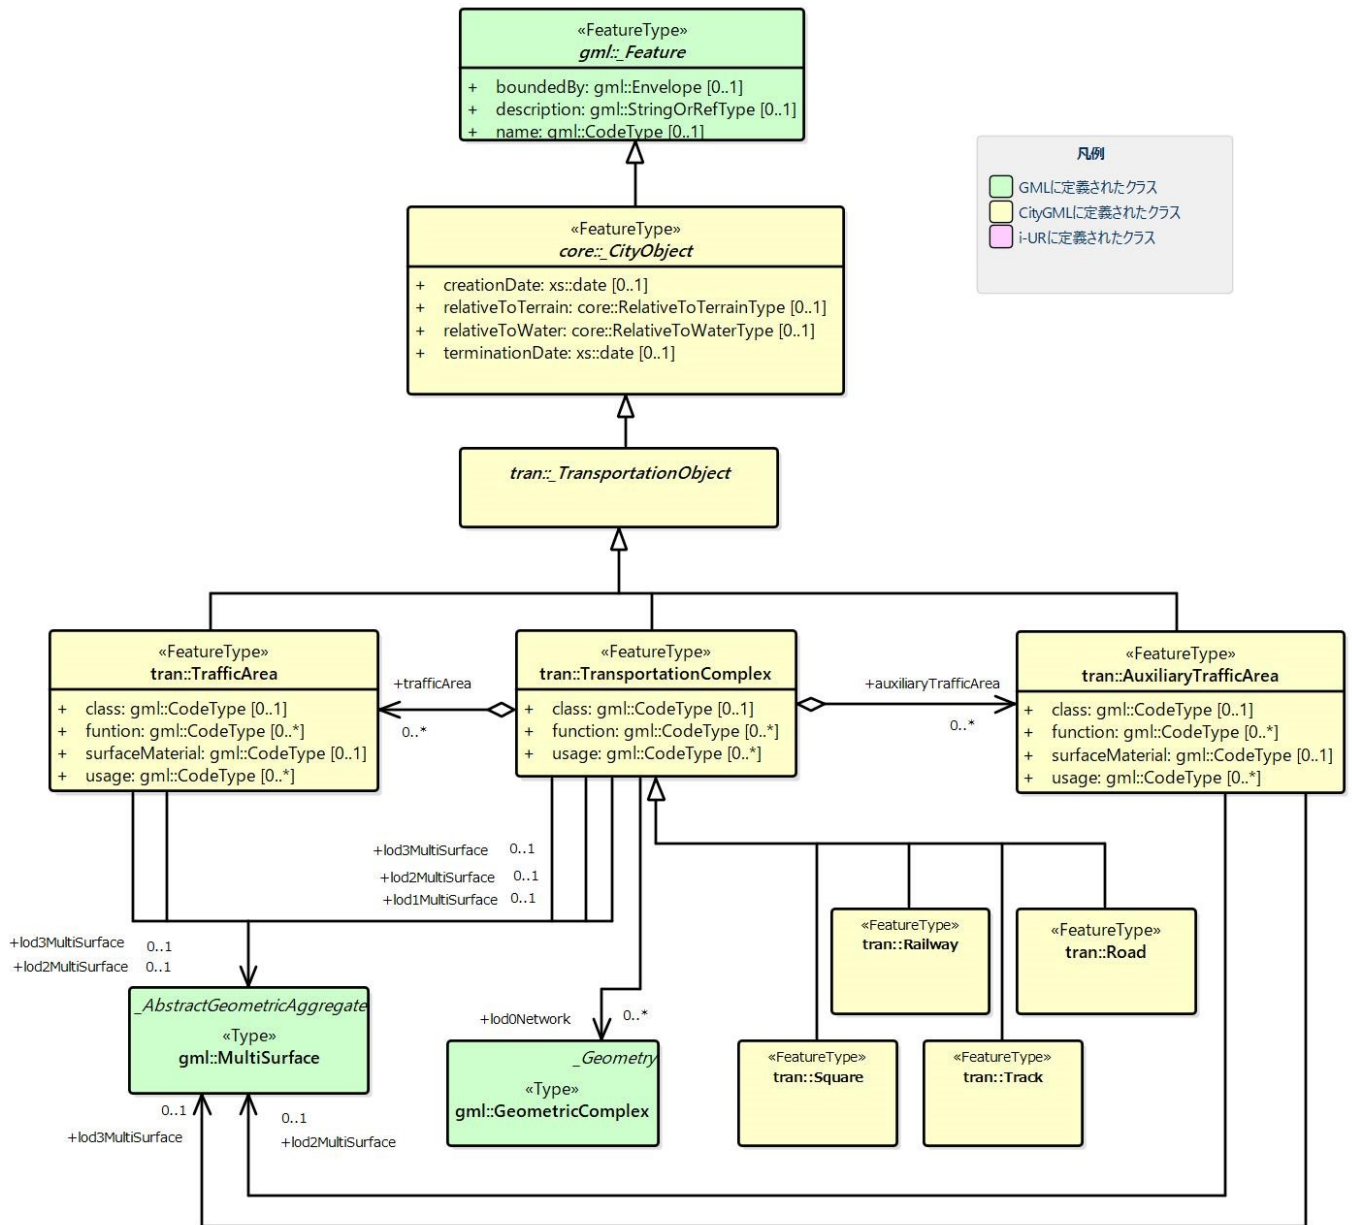 «FeatureType»
gml::_Feature
+ boundedBy: gml::Envelope [0..1]
+ description: gml::StringOrRefType [0..1]
+ name: gml::CodeType [0..1]
凡例
GMLに定義されたクラス
CityGMLに定義されたクラス
i-URに定義されたクラス
«FeatureType»
core::_CityObject
+ creationDate: xs::date [0..1]
+ relativeToTerrain: core::RelativeToTerrainType [0..1]
+ relativeToWater: core::RelativeToWaterType [0..1]
+ terminationDate: xs::date [0..1]
tran::_TransportationObject
«FeatureType»
tran::TrafficArea
+ class: gml::CodeType [0..1]
+ funtion: gml::CodeType [0..*]
+ surfaceMaterial: gml::CodeType [0..1]
+ usage: gml::CodeType [0..*]
+trafficArea
0..*
«FeatureType»
tran::TransportationComplex
+ class: gml::CodeType [0..1]
+ function: gml::CodeType [0..*]
+ usage: gml::CodeType [0..*]
+auxiliaryTrafficArea
0..*
«FeatureType»
tran::AuxiliaryTrafficArea
+ class: gml::CodeType [0..1]
+ function: gml::CodeType [0..*]
+ surfaceMaterial: gml::CodeType [0..1]
+ usage: gml::CodeType [0..*]
+lod3MultiSurface 0..1
+lod2MultiSurface 0..1
+lod1MultiSurface 0..1
+lod3MultiSurface 0..1
+lod2MultiSurface 0..1
«FeatureType»
tran::Railway
«FeatureType»
tran::Road
_AbstractGeometricAggregate
«Type»
gml::MultiSurface
+lod0Network 0..*
_Geometry
«Type»
gml::GeometricComplex
«FeatureType»
tran::Square
«FeatureType»
tran::Track
0..1
+lod3MultiSurface
0..1
+lod2MultiSurface